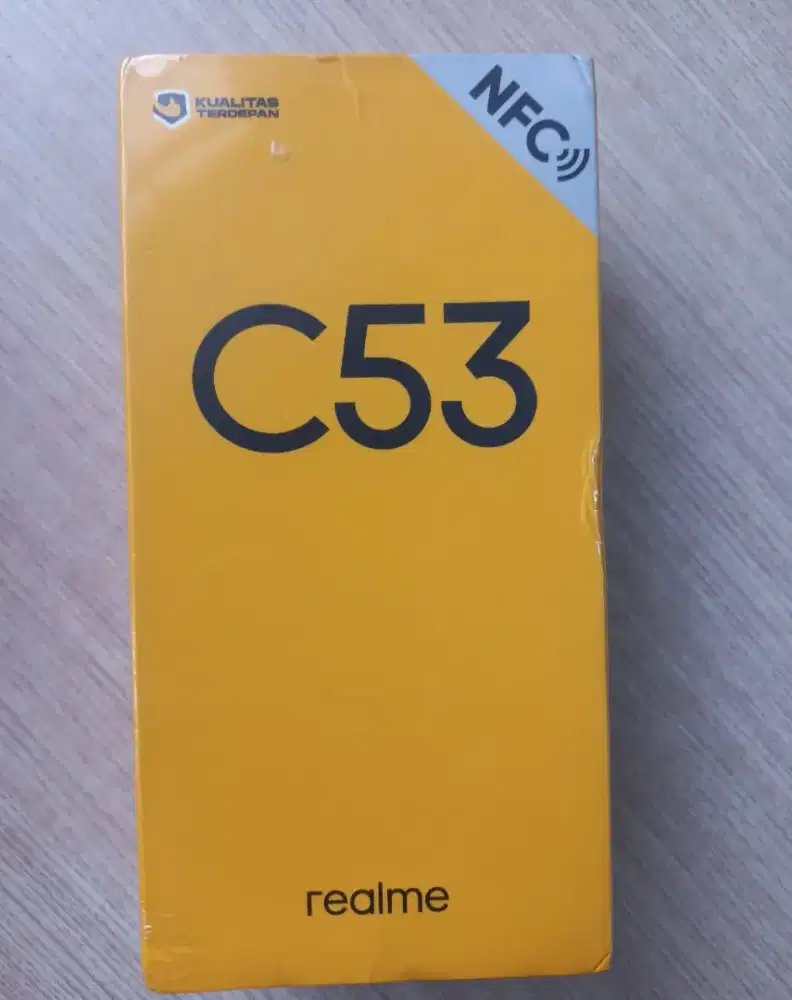 KUALITAS
TERDEPAN
NFC
C53
realme